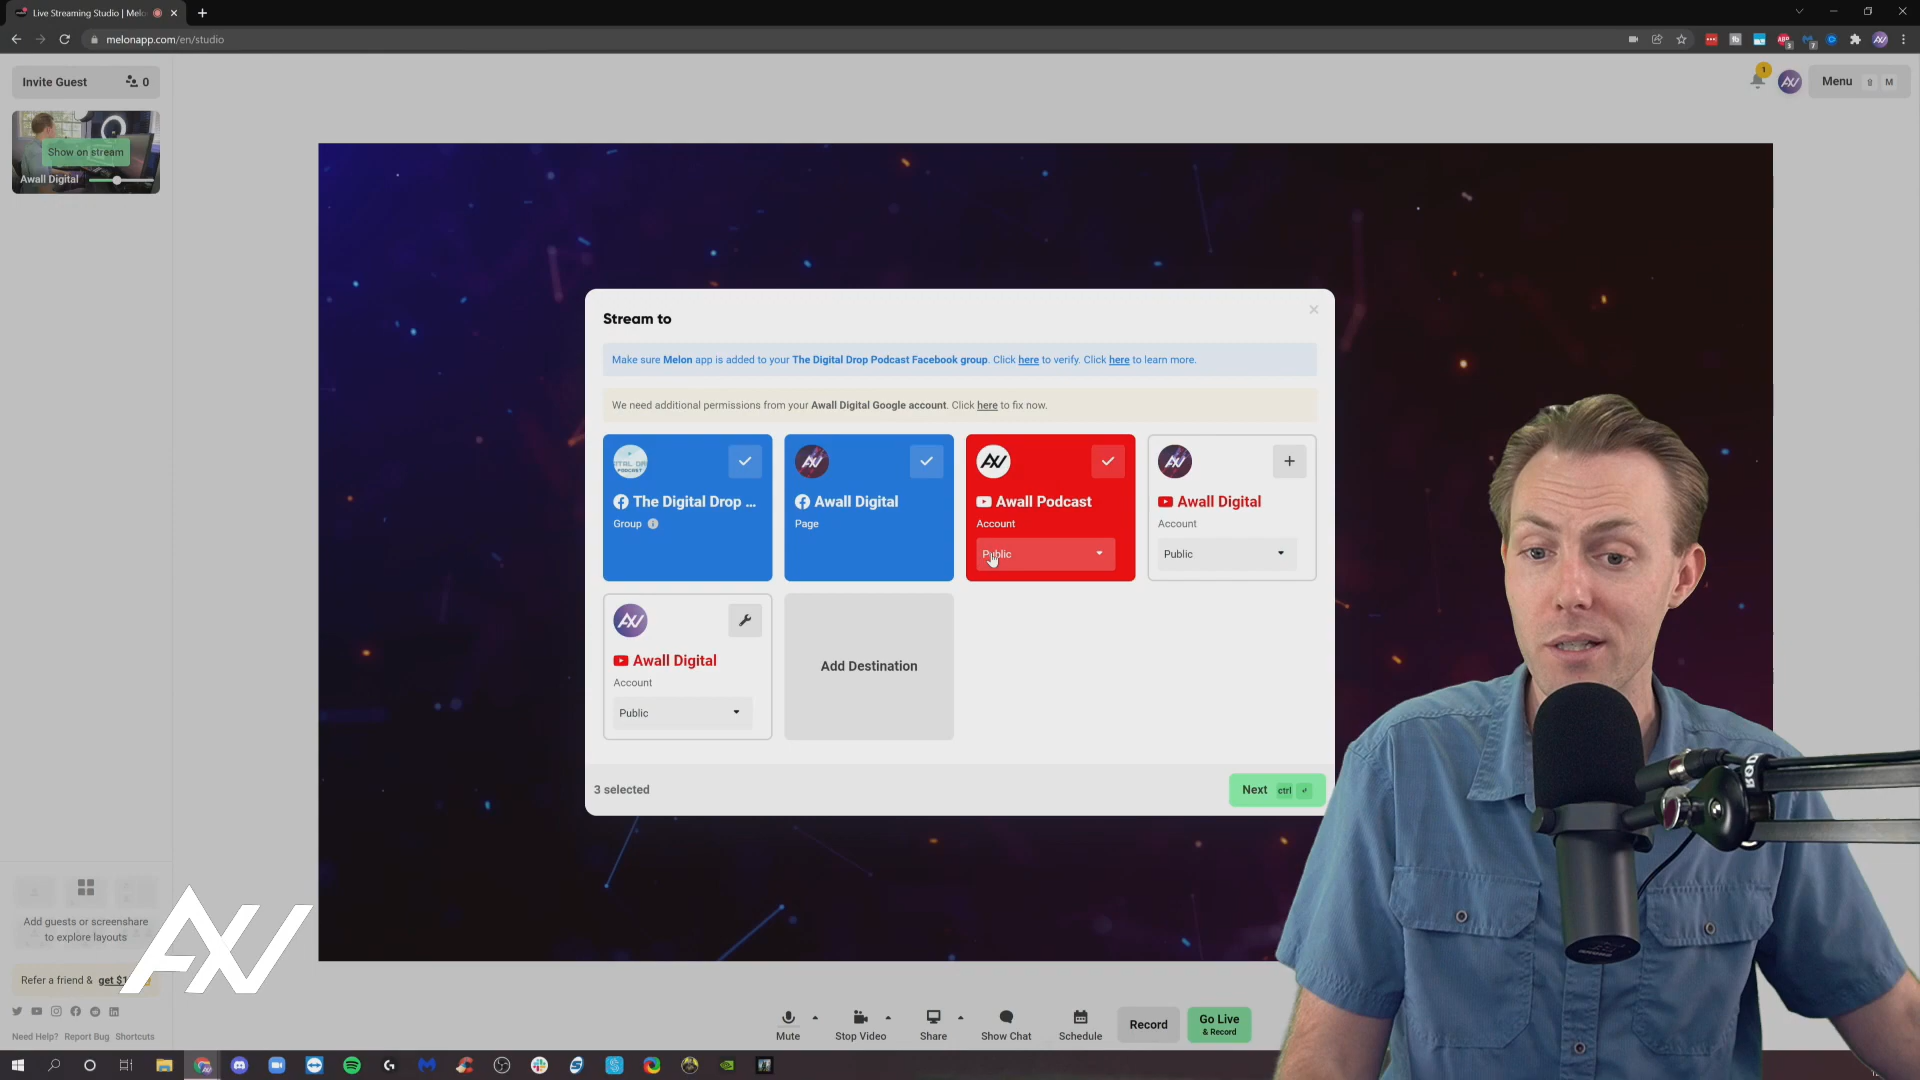 Live Streaming Studio | Melo
melonapp.com/en/studio
Invite Guest 0
1
Menu M
Show on stream
Awall Digital
Stream to
Make sure Melon app is added to your The Digital Drop Podcast Facebook group. Click here to verify. Click here to learn more.
We need additional permissions from your Awall Digital Google account. Click here to fix now.
The Digital Drop ...
Group
Awall Digital
Page
Awall Podcast
Account
Public
Awall Digital
Account
Public
Awall Digital
Account
Public
Add Destination
3 selected
Next ctrl
Add guests or screenshare
to explore layouts
Refer a friend & get $1
Need Help? Report Bug Shortcuts
Mute
Stop Video
Share
Show Chat
Schedule
Record
Go Live
& Record